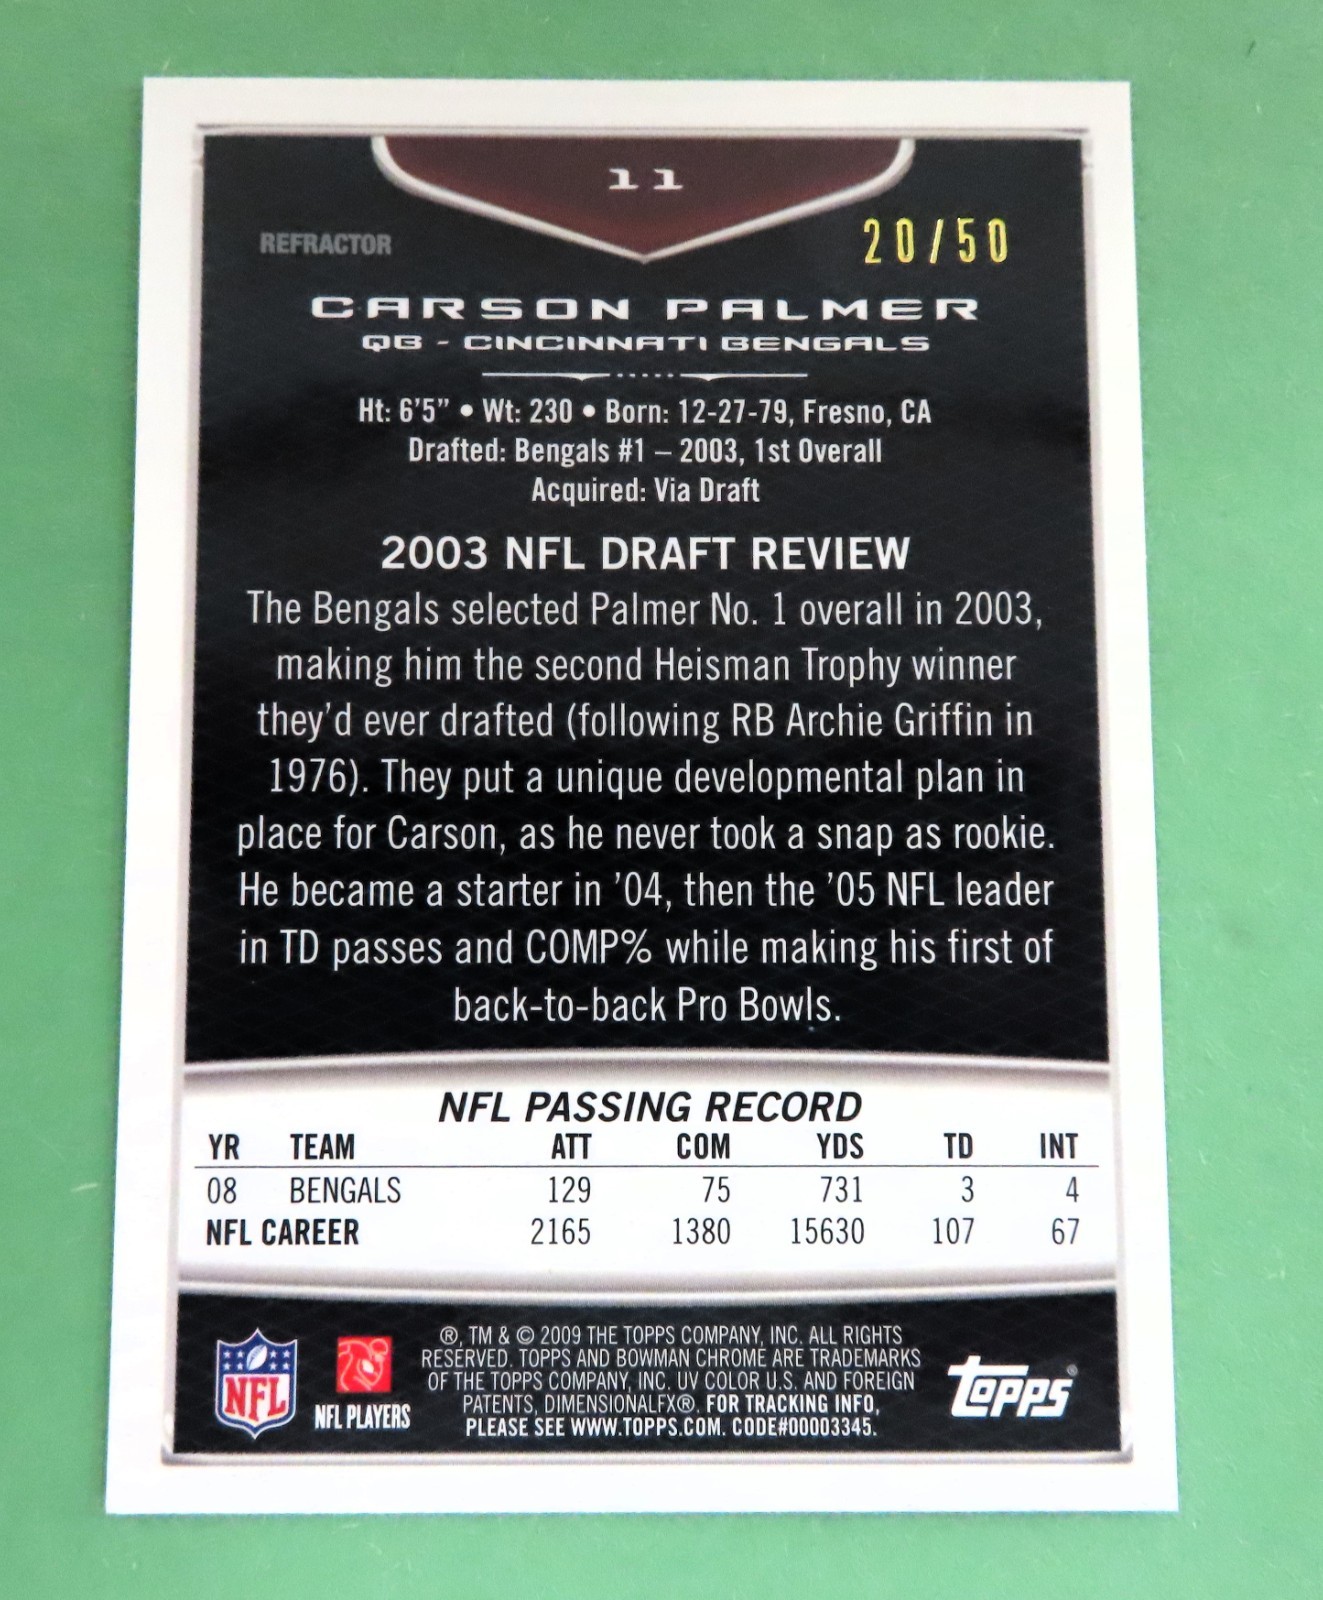 11
REFRACTOR 20/50
CARSON PALMER
QB - CINCINNATI BENGALS
Ht: 6'5" • Wt: 230 • Born: 12-27-79, Fresno, CA
Drafted: Bengals #1 – 2003, 1st Overall
Acquired: Via Draft
2003 NFL DRAFT REVIEW
The Bengals selected Palmer No. 1 overall in 2003,
making him the second Heisman Trophy winner
they'd ever drafted (following RB Archie Griffin in
1976). They put a unique developmental plan in
place for Carson, as he never took a snap as rookie.
He became a starter in '04, then the '05 NFL leader
in TD passes and COMP% while making his first of
back-to-back Pro Bowls.
NFL PASSING RECORD
YR TEAM ATT COM YDS TD INT
08 BENGALS 129 75 731 3 4
NFL CAREER 2165 1380 15630 107 67
®, TM & © 2009 THE TOPPS COMPANY, INC. ALL RIGHTS
RESERVED. TOPPS AND BOWMAN CHROME ARE TRADEMARKS
OF THE TOPPS COMPANY, INC. UV COLOR U.S. AND FOREIGN
PATENTS, DIMENSIONALFX®. FOR TRACKING INFO,
PLEASE SEE WWW.TOPPS.COM. CODE#00003345.
NFL
NFL PLAYERS
topps®